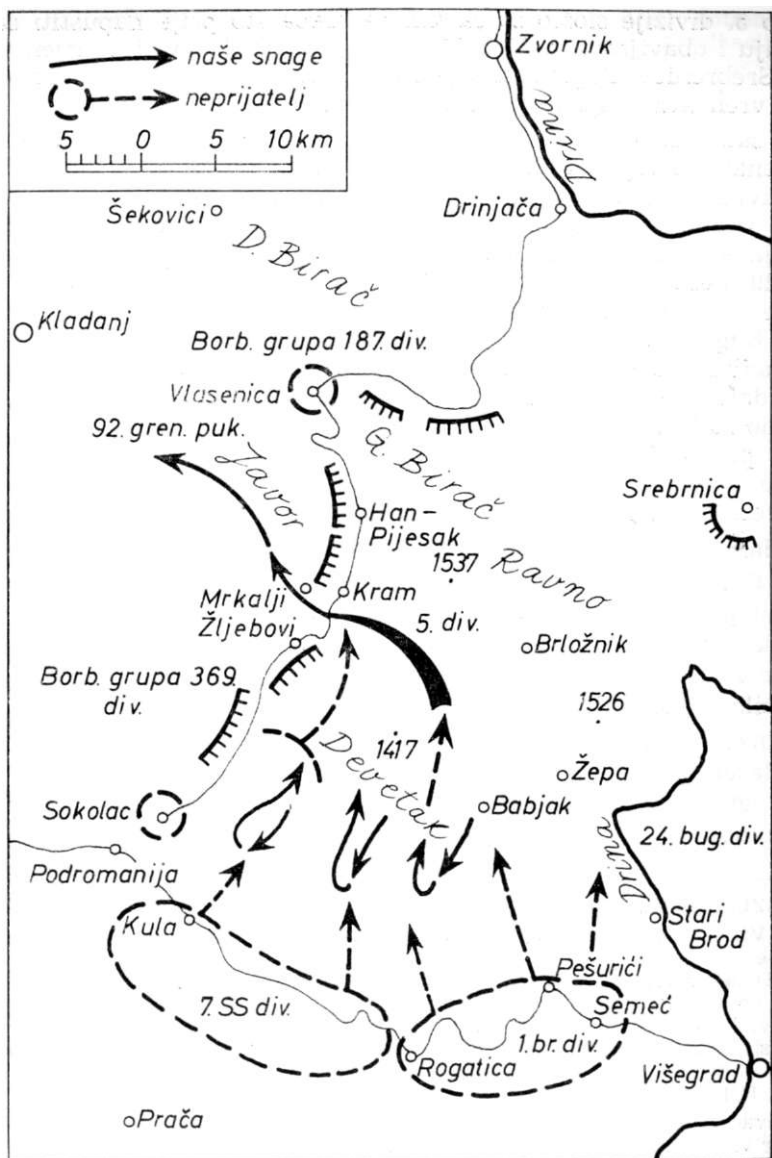 naše snage
neprijatelj
5 0 5 10 km
Zvornik
Drina
Šekovici
Drinjača
D. Birač
Kladanj
Borb. grupa 187. div.
Vlasenica
92. gren. puk.
G. Birač
Javor
Srebrnica
Han-
Pijesak
1537
Ravno
Mrkalji
Kram
5. div.
Žljebovi
Brložnik
Borb. grupa 369.
div.
1526
1417
Devetak
Žepa
Babjak
Sokolac
24. bug. div.
Drina
Podromanija
Kula
Stari
Brod
Pešurići
7. SS div.
Semeć
1. br. div.
Rogatica
Višegrad
Prača